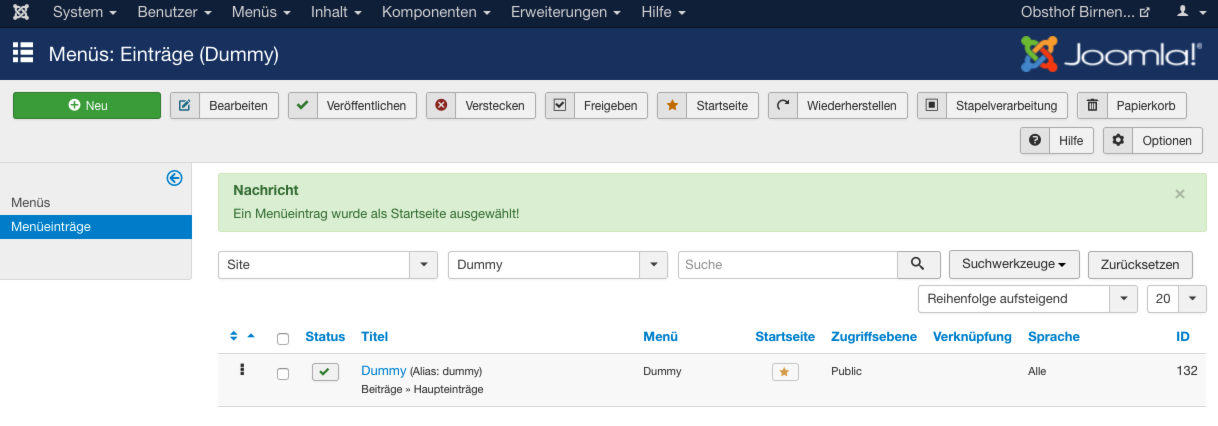 System Benutzer Menüs Inhalt Komponenten Erweiterungen Hilfe Obsthof Birnen...
Menüs: Einträge (Dummy) Joomla!®
Neu Bearbeiten Veröffentlichen Verstecken Freigeben Startseite Wiederherstellen Stapelverarbeitung Papierkorb
Hilfe Optionen
Menüs
Menüeinträge
Nachricht ×
Ein Menüeintrag wurde als Startseite ausgewählt!
Site Dummy Suche Suchwerkzeuge Zurücksetzen
Reihenfolge aufsteigend 20
Status Titel Menü Startseite Zugriffsebene Verknüpfung Sprache ID
Dummy (Alias: dummy) Dummy Public Alle 132
Beiträge » Haupteinträge